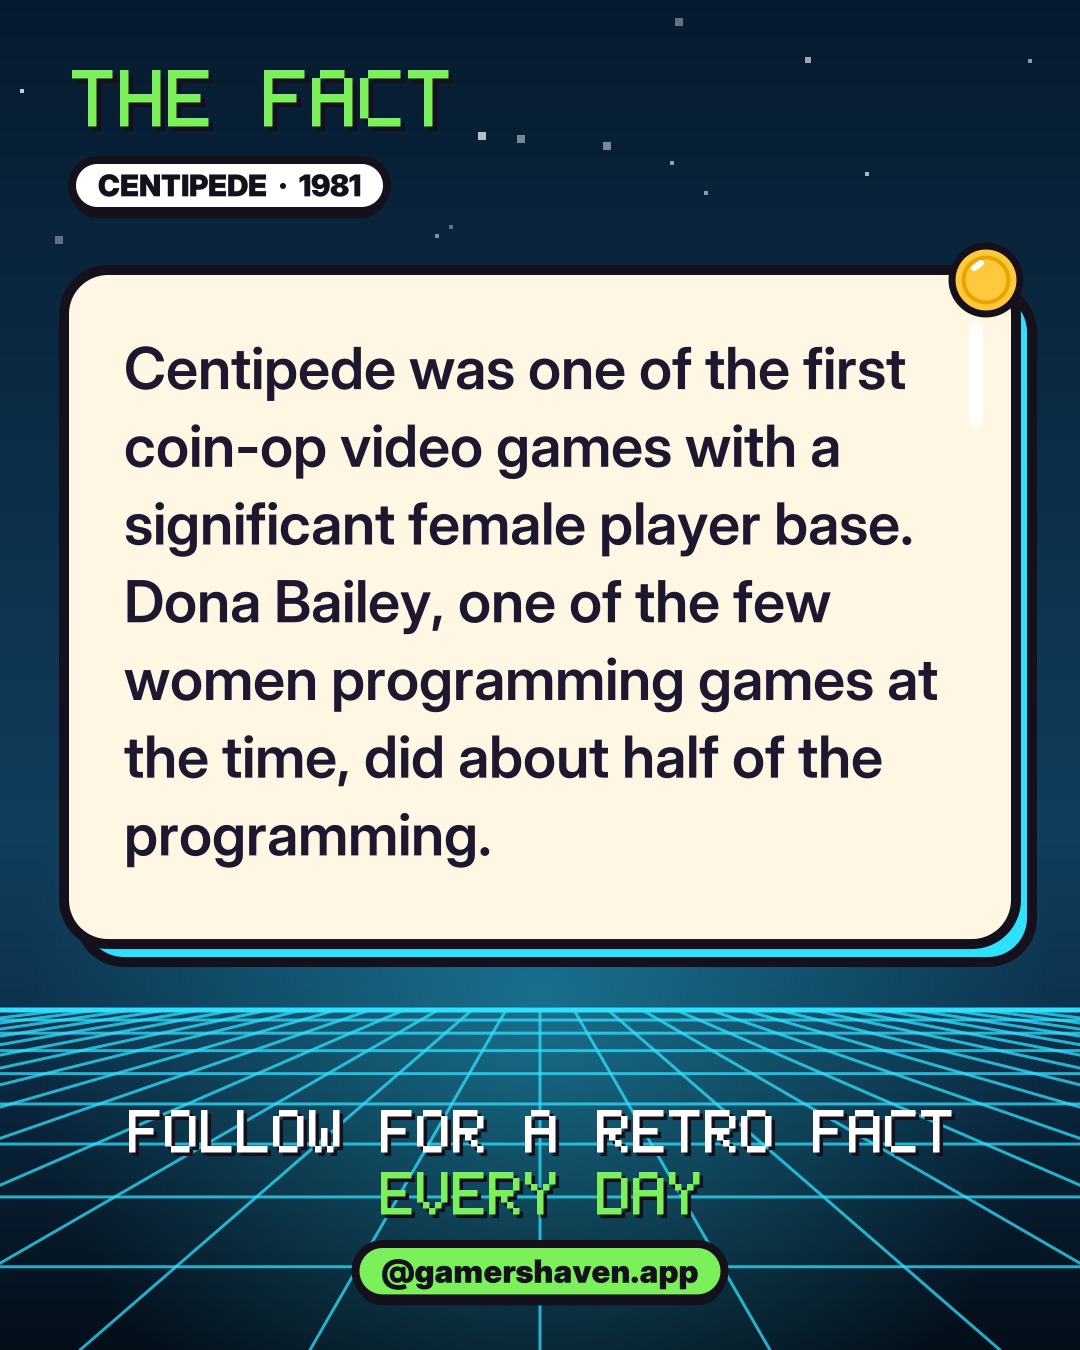 THE FACT
CENTIPEDE · 1981
Centipede was one of the first
coin-op video games with a
significant female player base.
Dona Bailey, one of the few
women programming games at
the time, did about half of the
programming.
FOLLOW FOR A RETRO FACT
EVERY DAY
@gamershaven.app